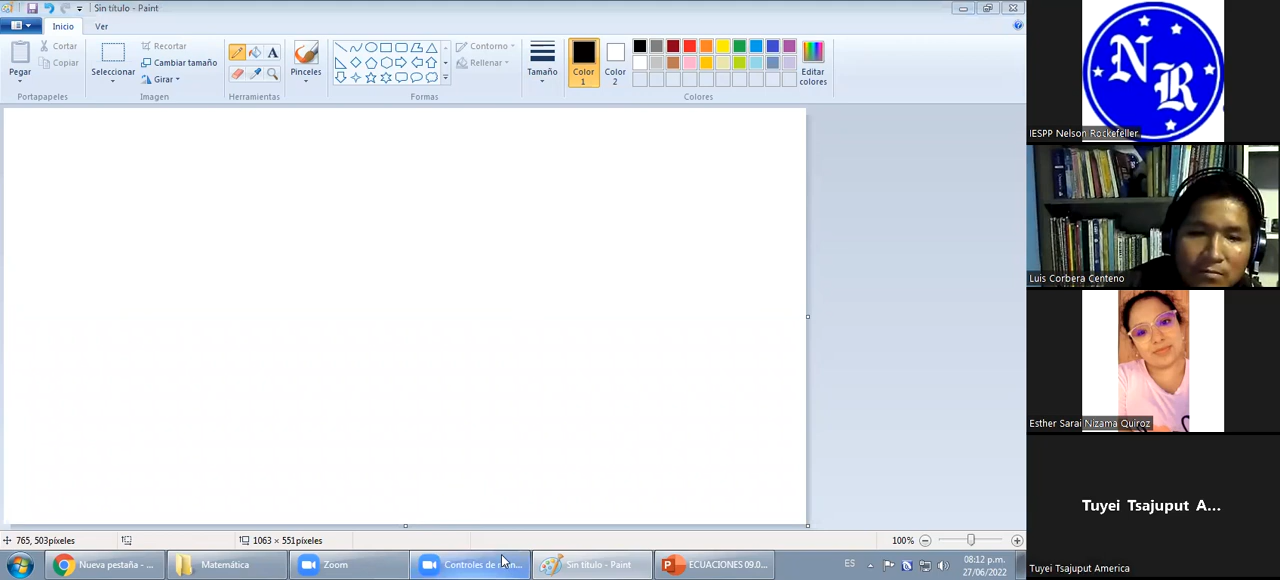 Sin título - Paint
Inicio
Ver
Pegar
Cortar
Copiar
Portapapeles
Seleccionar
Recortar
Cambiar tamaño
Girar
Imagen
A
Herramientas
Pinceles
Contorno
Rellenar
Formas
Tamaño
Color 1
Color 2
Editar colores
Colores
N R
IESPP Nelson Rockefeller
Luis Corbera Centeno
Esther Sarai Nizama Quiroz
Tuyei Tsajuput A...
Tuyei Tsajuput America
765, 503píxeles
1063 × 551píxeles
100%
Nueva pestaña - ...
Matemática
Zoom
Controles de
Sin título - Paint
ECUACIONES 09.0...
ES
08:12 p.m.
27/06/2022